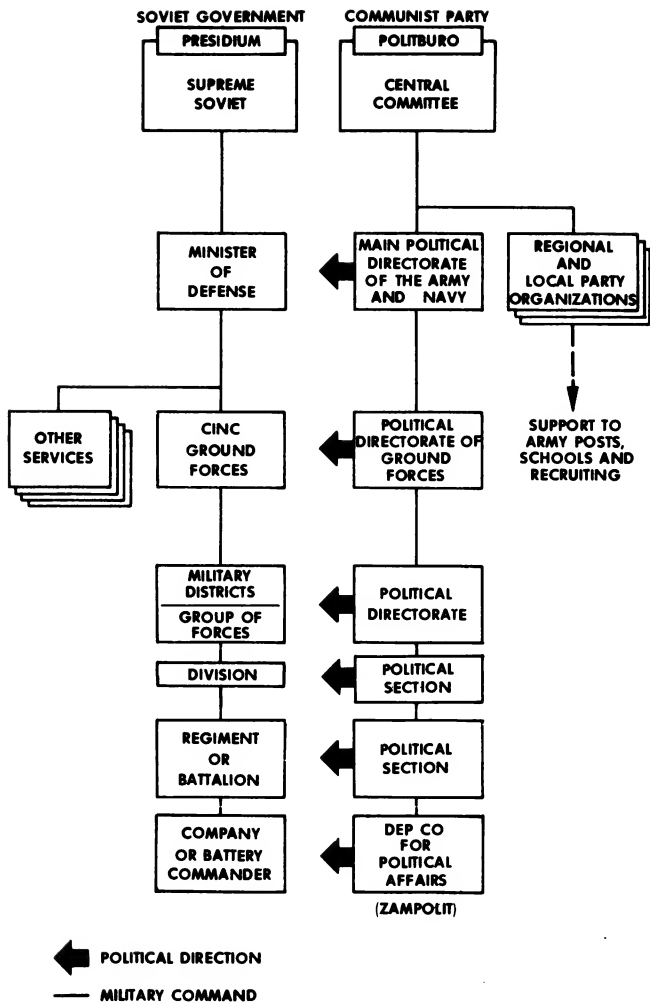 SOVIET GOVERNMENT
PRESIDIUM
SUPREME
SOVIET
COMMUNIST PARTY
POLITBURO
CENTRAL
COMMITTEE
MINISTER
OF
DEFENSE
MAIN POLITICAL
DIRECTORATE
OF THE ARMY
AND NAVY
REGIONAL
AND
LOCAL PARTY
ORGANIZATIONS
OTHER
SERVICES
CINC
GROUND
FORCES
POLITICAL
DIRECTORATE OF
GROUND
FORCES
SUPPORT TO
ARMY POSTS,
SCHOOLS AND
RECRUITING
MILITARY
DISTRICTS
GROUP OF
FORCES
POLITICAL
DIRECTORATE
DIVISION
POLITICAL
SECTION
REGIMENT
OR
BATTALION
POLITICAL
SECTION
COMPANY
OR BATTERY
COMMANDER
DEP CO
FOR
POLITICAL
AFFAIRS
(ZAMPOLIT)
POLITICAL DIRECTION
MILITARY COMMAND